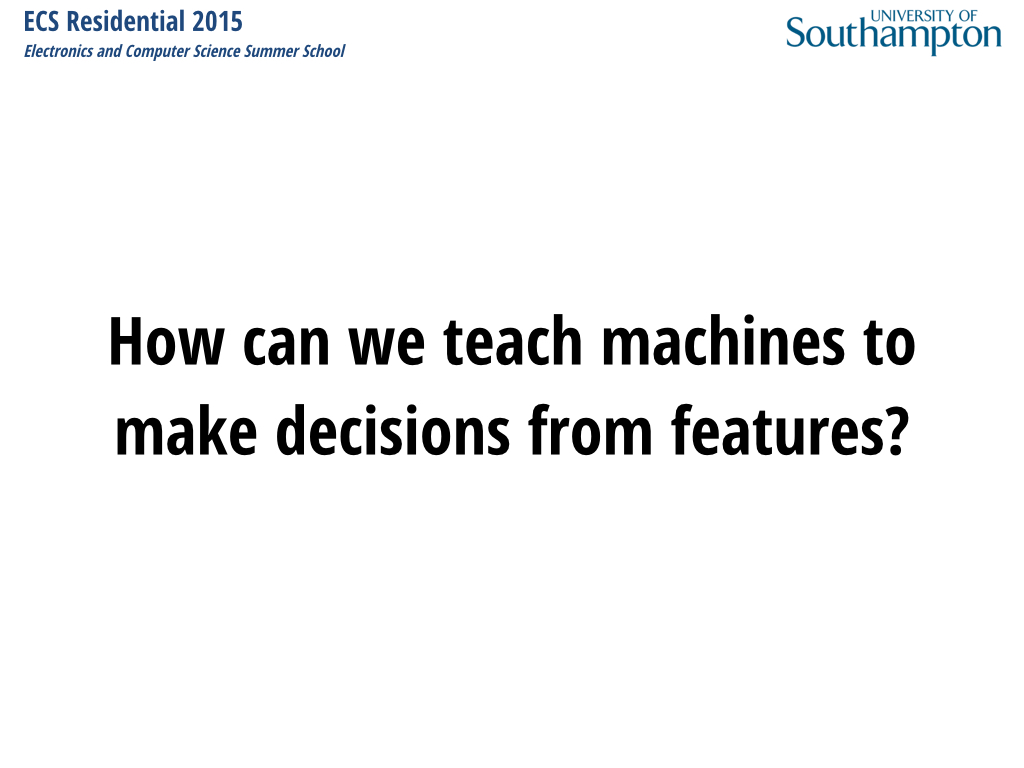 ECS Residential 2015
Electronics and Computer Science Summer School
UNIVERSITY OF
Southampton
How can we teach machines to
make decisions from features?